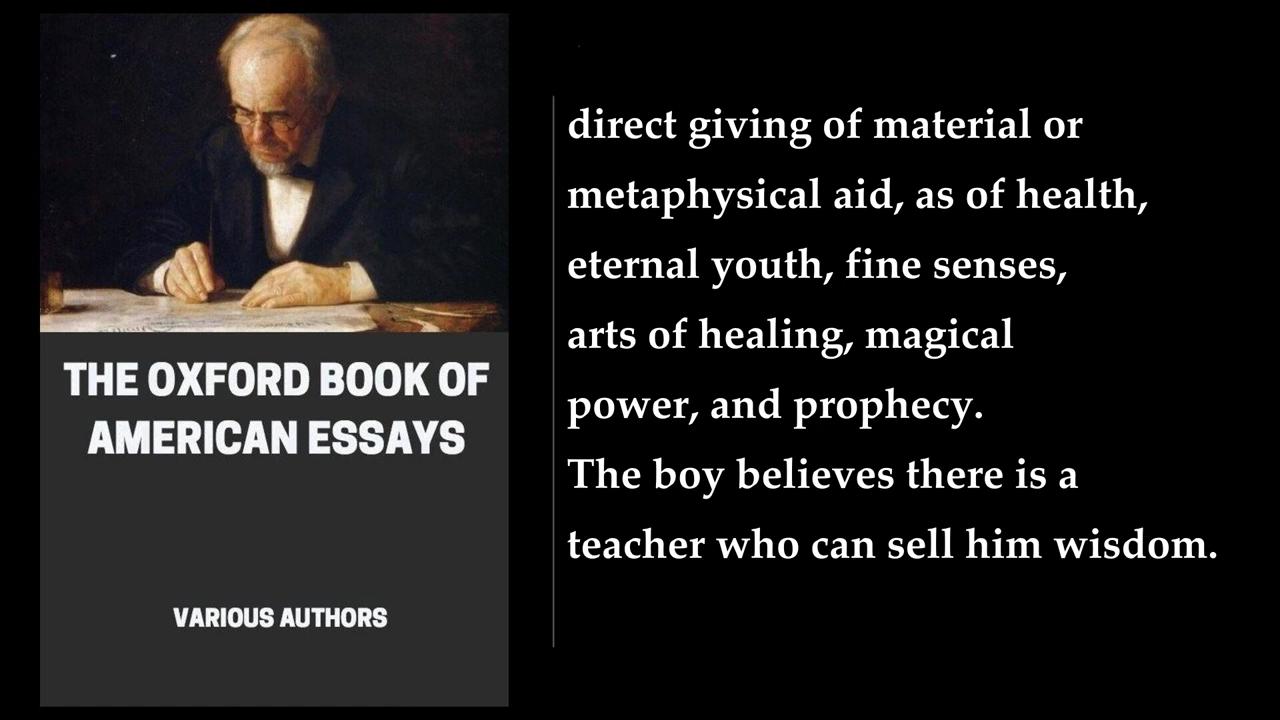 THE OXFORD BOOK OF
AMERICAN ESSAYS
VARIOUS AUTHORS
direct giving of material or
metaphysical aid, as of health,
eternal youth, fine senses,
arts of healing, magical
power, and prophecy.
The boy believes there is a
teacher who can sell him wisdom.